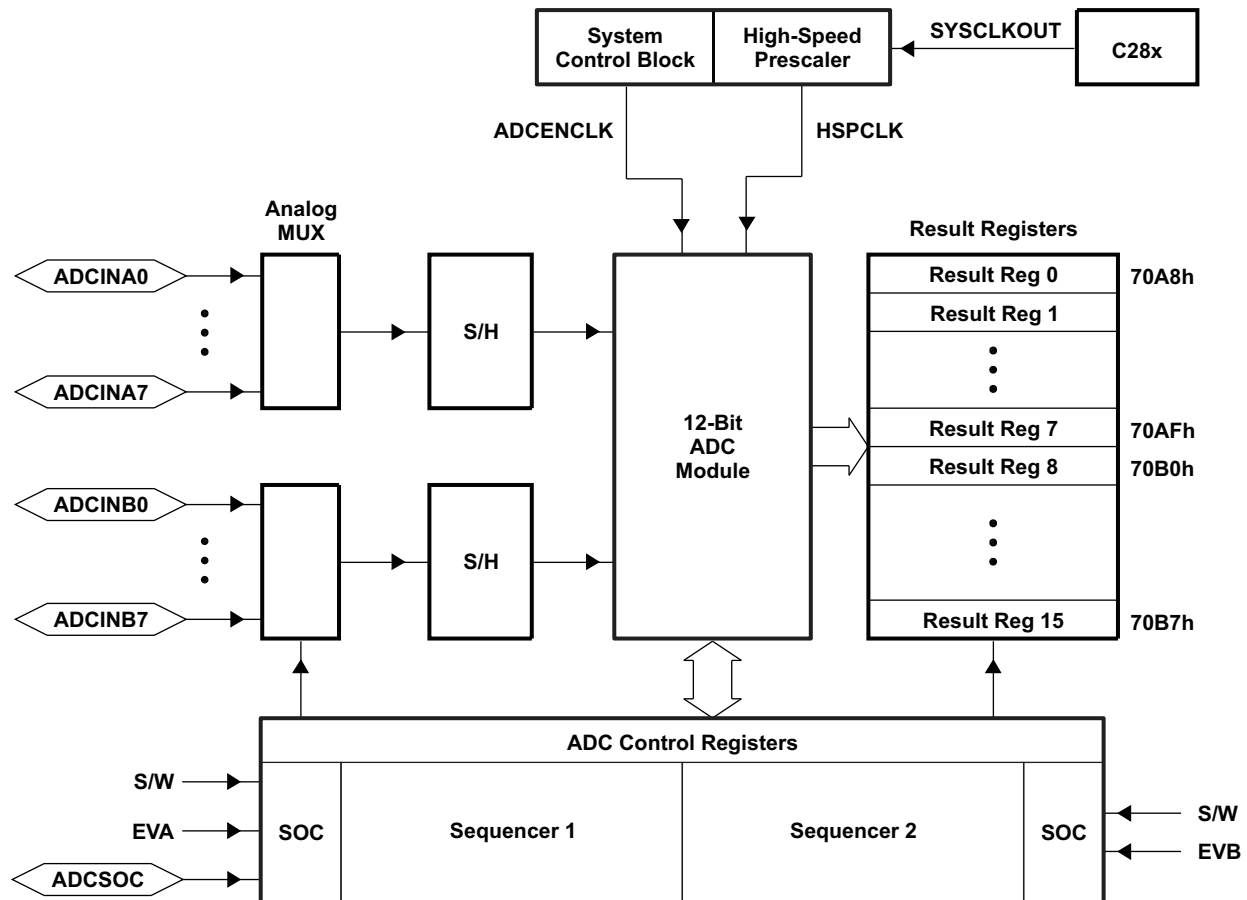 System
Control Block
High-Speed
Prescaler
SYSCLKOUT
C28x
ADCENCLK
HSPCLK
Analog
MUX
Result Registers
ADCINA0
Result Reg 0
70A8h
Result Reg 1
S/H
ADCINA7
12-Bit
ADC
Module
Result Reg 7
70AFh
Result Reg 8
70B0h
ADCINB0
S/H
ADCINB7
Result Reg 15
70B7h
ADC Control Registers
S/W
EVA
ADCSOC
SOC
Sequencer 1
Sequencer 2
SOC
S/W
EVB